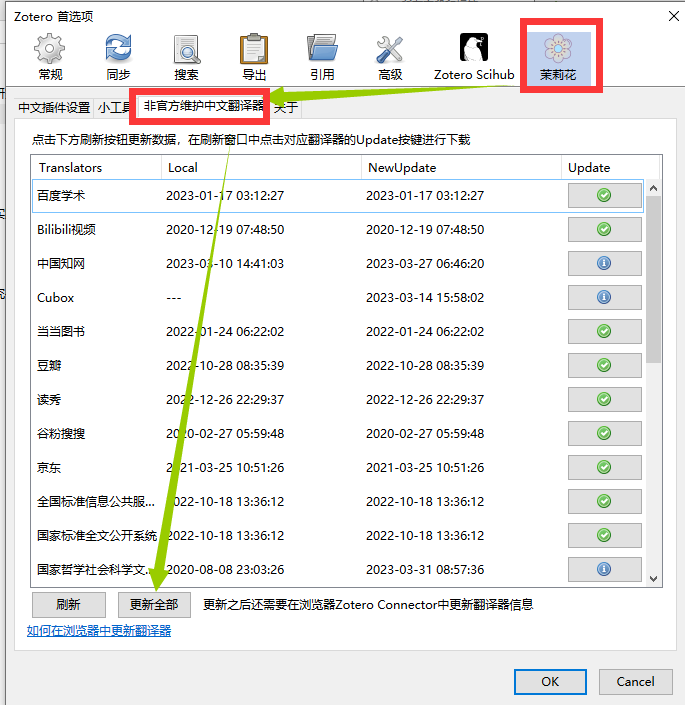 Zotero 首选项
常规 同步 搜索 导出 引用 高级 Zotero Scihub 茉莉花
中文插件设置 小工具 非官方维护中文翻译器 关于
点击下方刷新按钮更新数据，在刷新窗口中点击对应翻译器的Update按键进行下载
Translators Local NewUpdate Update
百度学术 2023-01-17 03:12:27 2023-01-17 03:12:27
Bilibili视频 2020-12-19 07:48:50 2020-12-19 07:48:50
中国知网 2023-03-10 14:41:03 2023-03-27 06:46:20
Cubox --- 2023-03-14 15:58:02
当当图书 2022-01-24 06:22:02 2022-01-24 06:22:02
豆瓣 2022-10-28 08:35:39 2022-10-28 08:35:39
读秀 2022-12-26 22:29:37 2022-12-26 22:29:37
谷粉搜搜 2020-02-27 05:59:48 2020-02-27 05:59:48
京东 2021-03-25 10:51:26 2021-03-25 10:51:26
全国标准信息公共服... 2022-10-18 13:36:12 2022-10-18 13:36:12
国家标准全文公开系统 2022-10-18 13:36:12 2022-10-18 13:36:12
国家哲学社会科学文... 2020-08-08 23:03:26 2023-03-31 08:57:36
刷新 更新全部 更新之后还需要在浏览器Zotero Connector中更新翻译器信息
如何在浏览器中更新翻译器
OK Cancel